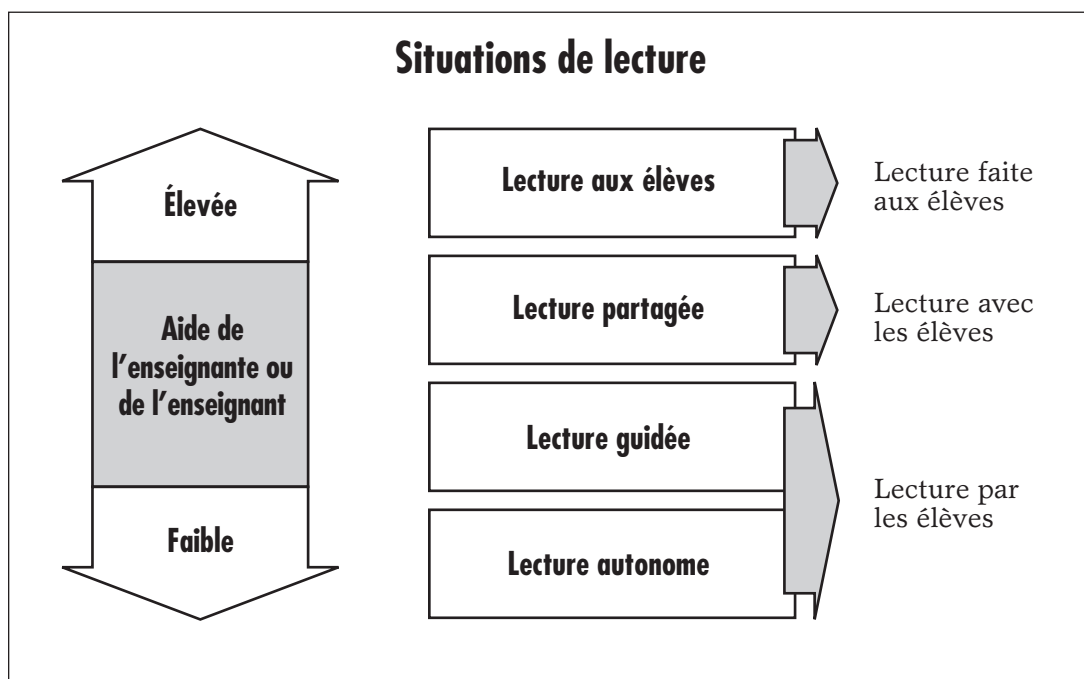 Situations de lecture
Élevée
Aide de
l'enseignante ou
de l'enseignant
Faible
Lecture aux élèves
Lecture faite
aux élèves
Lecture partagée
Lecture avec
les élèves
Lecture guidée
Lecture autonome
Lecture par
les élèves